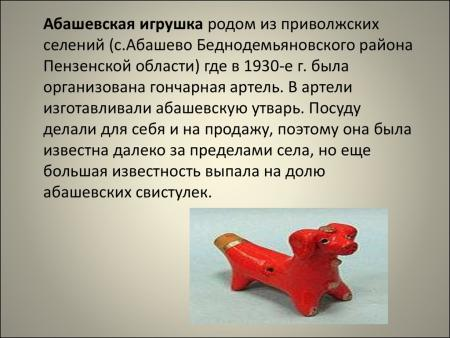 Абашевская игрушка родом из приволжских
селений (с.Абашево Беднодемьяновского района
Пензенской области) где в 1930-е г. была
организована гончарная артель. В артели
изготавливали абашевскую утварь. Посуду
делали для себя и на продажу, поэтому она была
известна далеко за пределами села, но еще
большая известность выпала на долю
абашевских свистулек.